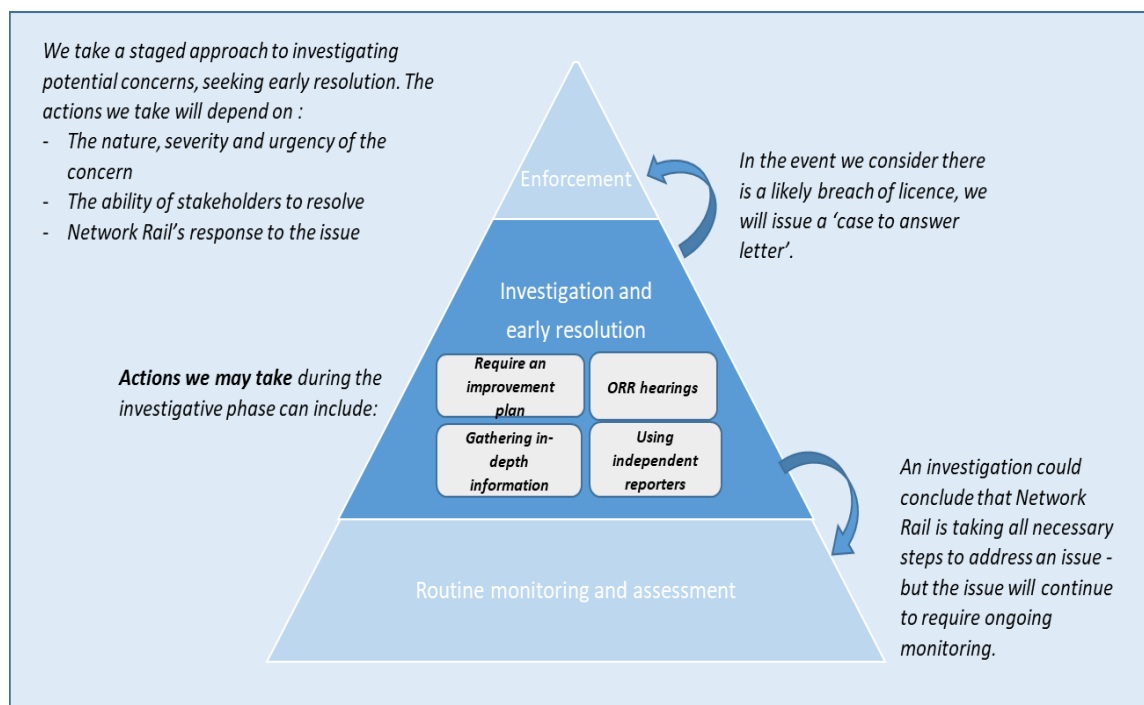 We take a staged approach to investigating
potential concerns, seeking early resolution. The
actions we take will depend on :
- The nature, severity and urgency of the
concern
- The ability of stakeholders to resolve
- Network Rail's response to the issue
Enforcement
In the event we consider there
is a likely breach of licence, we
will issue a 'case to answer
letter'.
Investigation and
early resolution
Actions we may take during the
investigative phase can include:
Require an
improvement
plan
ORR hearings
Gathering in-
depth
information
Using
independent
reporters
An investigation could
conclude that Network
Rail is taking all necessary
steps to address an issue -
but the issue will continue
to require ongoing
monitoring.
Routine monitoring and assessment